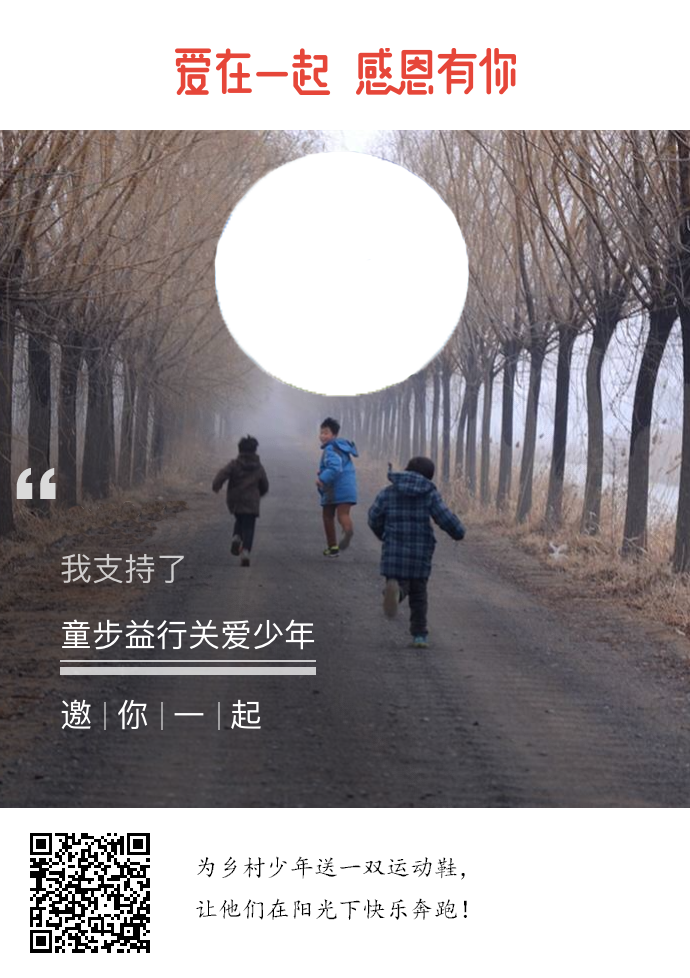 爱在一起 感恩有你
“
我支持了
童步益行关爱少年
邀|你|一|起
为乡村少年送一双运动鞋，
让他们在阳光下快乐奔跑！